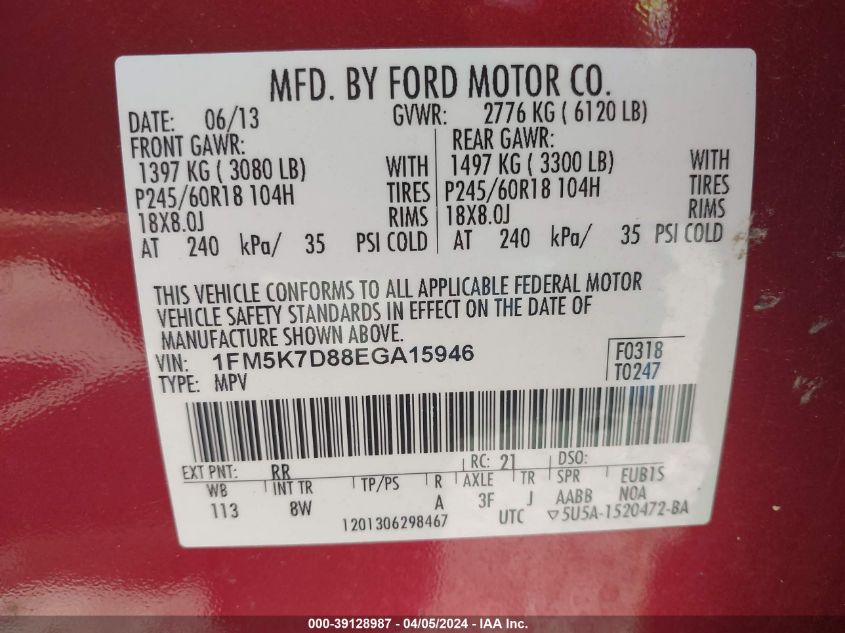 MFD. BY FORD MOTOR CO.
DATE: 06/13 GVWR: 2776 KG ( 6120 LB)
FRONT GAWR: REAR GAWR:
1397 KG ( 3080 LB) WITH 1497 KG ( 3300 LB) WITH
P245/60R18 104H TIRES P245/60R18 104H TIRES
18X8.0J RIMS 18X8.0J RIMS
AT 240 kPa/ 35 PSI COLD AT 240 kPa/ 35 PSI COLD
THIS VEHICLE CONFORMS TO ALL APPLICABLE FEDERAL MOTOR
VEHICLE SAFETY STANDARDS IN EFFECT ON THE DATE OF
MANUFACTURE SHOWN ABOVE.
VIN: 1FM5K7D88EGA15946 F0318
TYPE: MPV T0247
EXT PNT: RR RC: 21 DSO:
WB INT TR TP/PS R AXLE TR SPR EUB1S
113 8W A 3F J AABB NOA
1201306298467 UTC ▽5U5A-1520472-BA
000-39128987 - 04/05/2024 - IAA Inc.